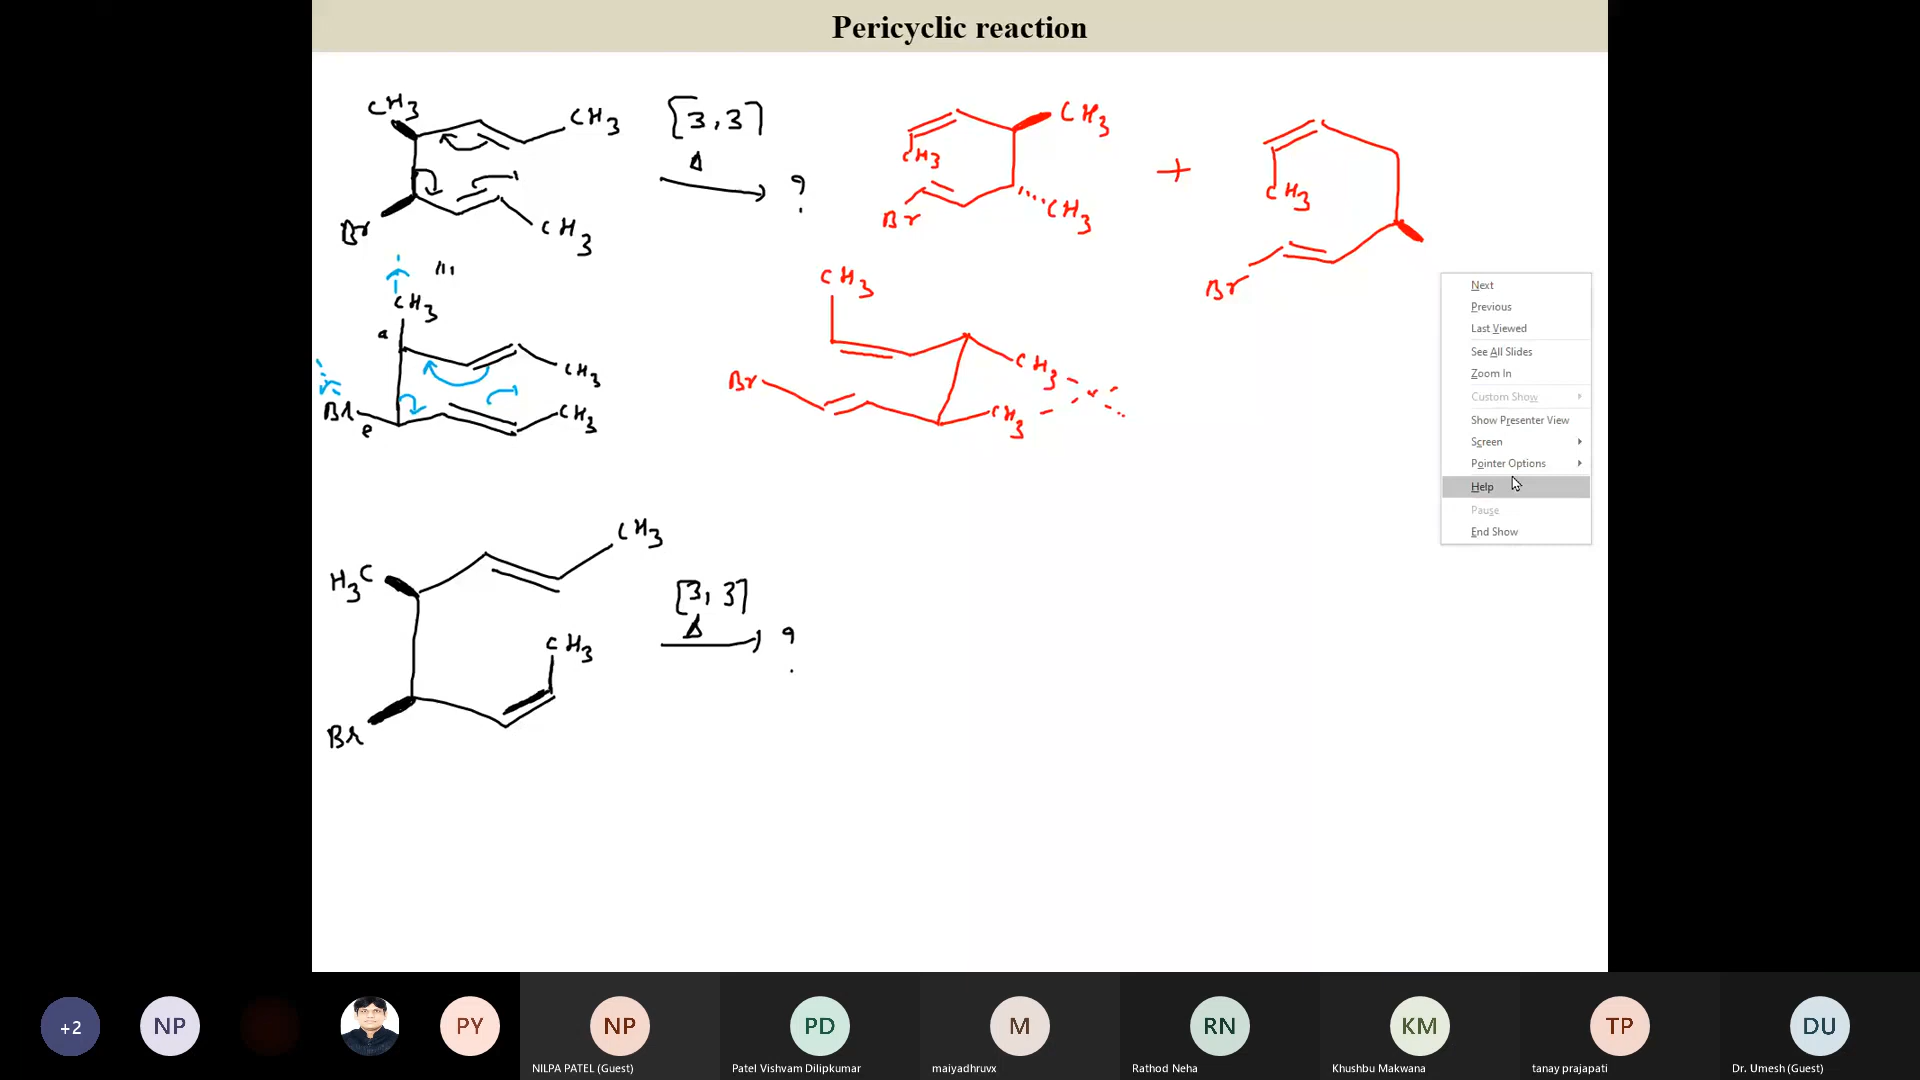 Pericyclic reaction
CH3
CH3
[3,3]
Δ
?
Br
CH3
CH3
CH3
Br
CH3
+
CH3
Br
CH3
a
CH3
Br
e
CH3
CH3
Br
CH3
CH3
Next
Previous
Last Viewed
See All Slides
Zoom In
Custom Show
Show Presenter View
Screen
Pointer Options
Help
Pause
End Show
CH3
H3C
[3,3]
Δ
?
CH3
Br
+2
NP
PY
NP
PD
M
RN
KM
TP
DU
NILPA PATEL (Guest)
Patel Vishvam Dilipkumar
maiyadhruvx
Rathod Neha
Khushbu Makwana
tanay prajapati
Dr. Umesh (Guest)